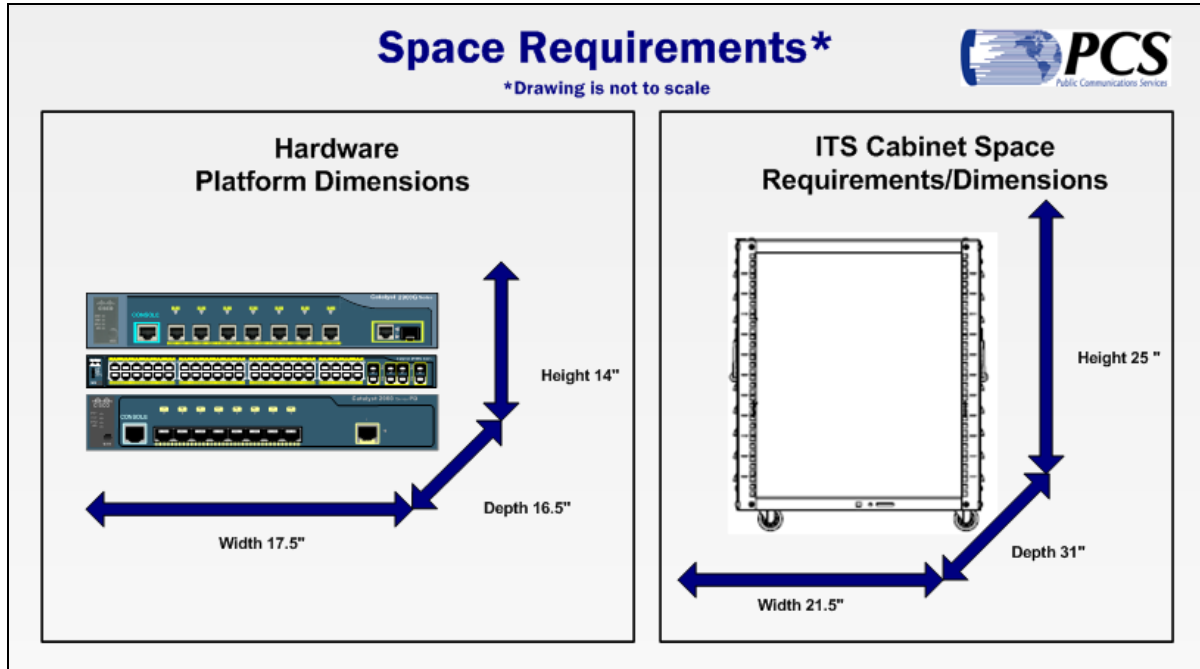 Space Requirements*
*Drawing is not to scale
PCS
Public Communications Services
Hardware
Platform Dimensions
CONSOLE
Height 14"
CONSOLE
Depth 16.5"
Width 17.5"
ITS Cabinet Space
Requirements/Dimensions
Height 25 "
Depth 31"
Width 21.5"